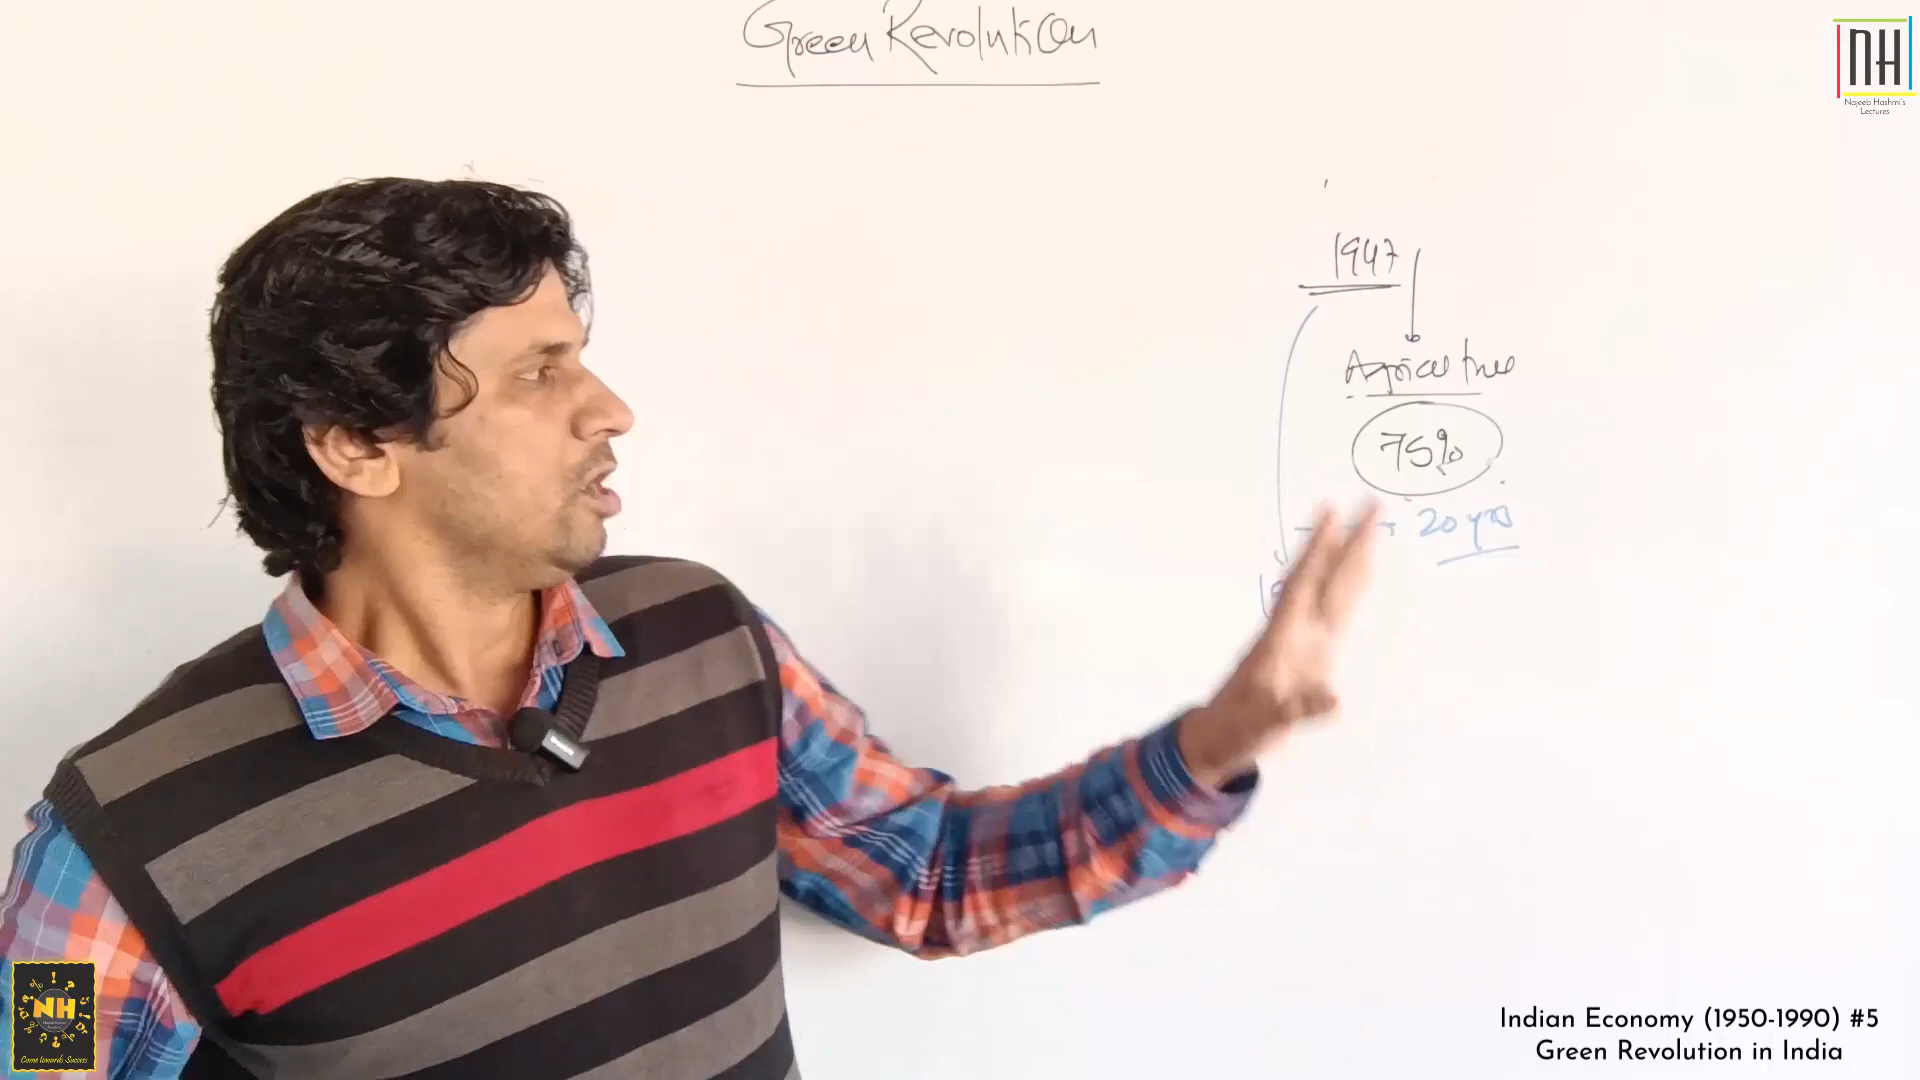 Green Revolution
NH
Najeeb Hashmi's
Lectures
1947
Agriculture
75%
20 yrs
NH
Come towards Success
Indian Economy (1950-1990) #5
Green Revolution in India